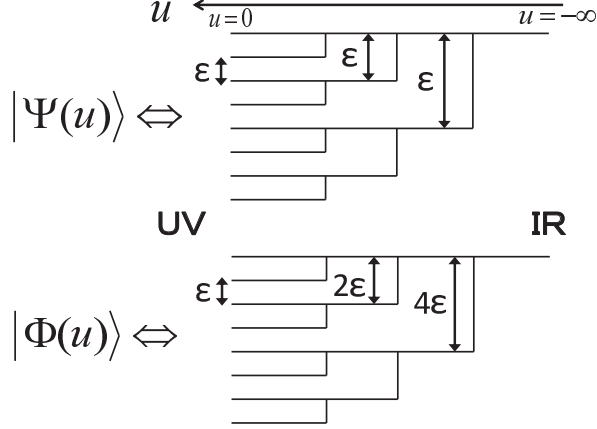 u u=0 u=−∞
ε ε ε
|Ψ(u)⟩ ⇔
UV IR
ε 2ε 4ε
|Φ(u)⟩ ⇔